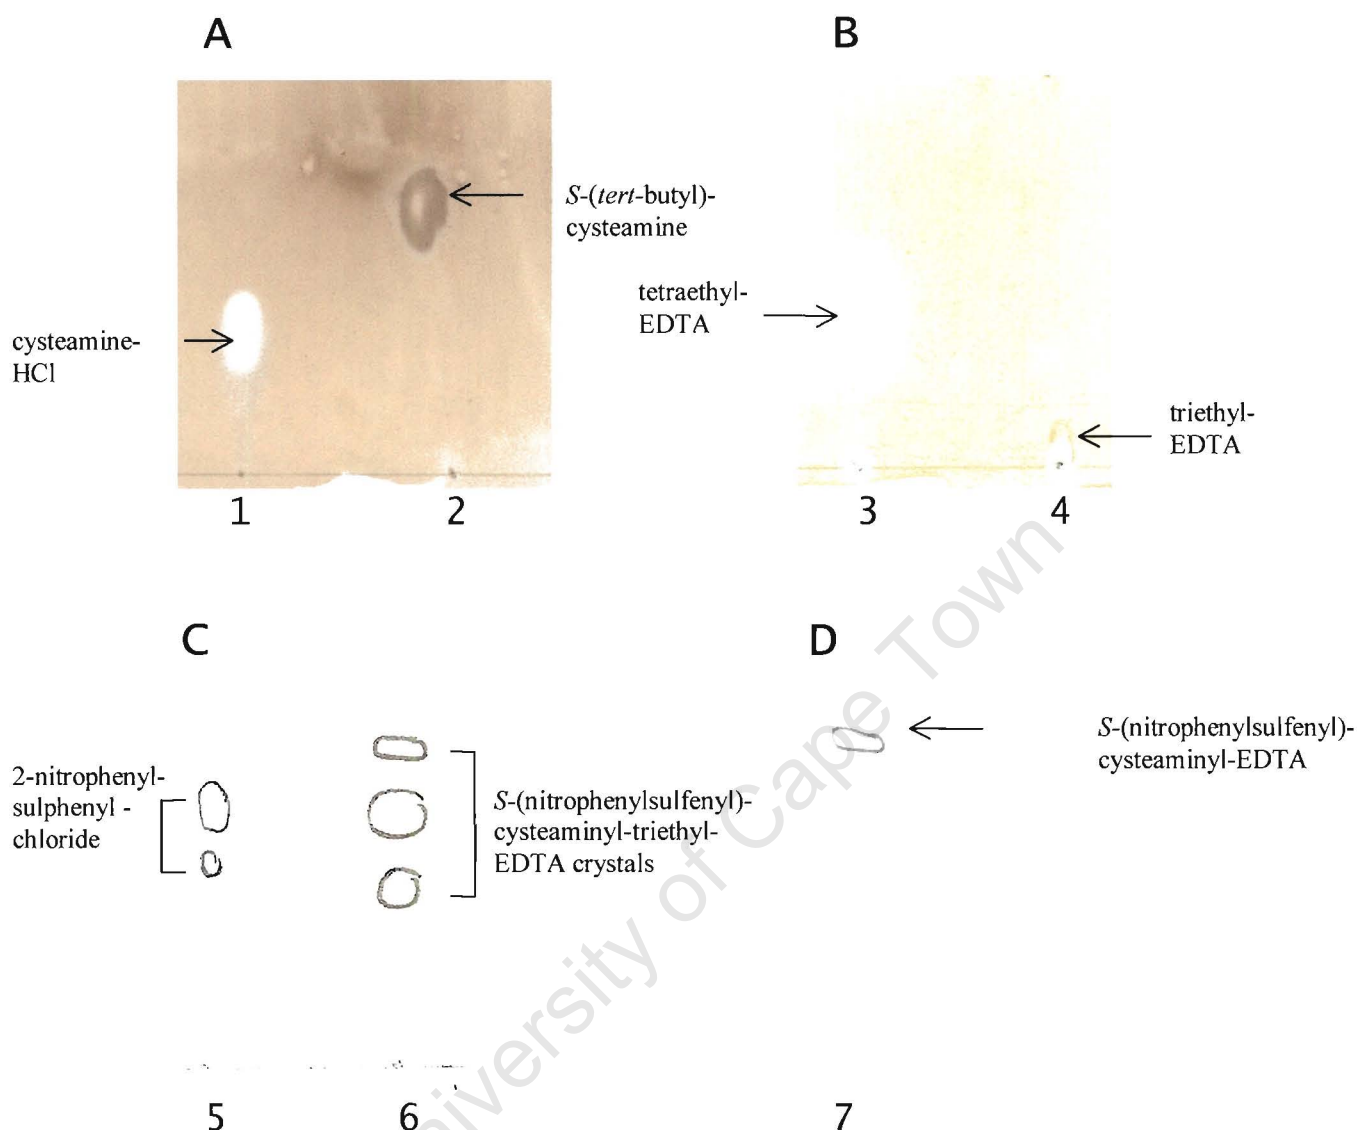 A
B
S-(tert-butyl)-
cysteamine
cysteamine-
HCl
tetraethyl-
EDTA
triethyl-
EDTA
1
2
3
4
C
D
2-nitrophenyl-
sulphenyl -
chloride
S-(nitrophenylsulfenyl)-
cysteaminyl-triethyl-
EDTA crystals
S-(nitrophenylsulfenyl)-
cysteaminyl-EDTA
5
6
7
niversity of Cape Town